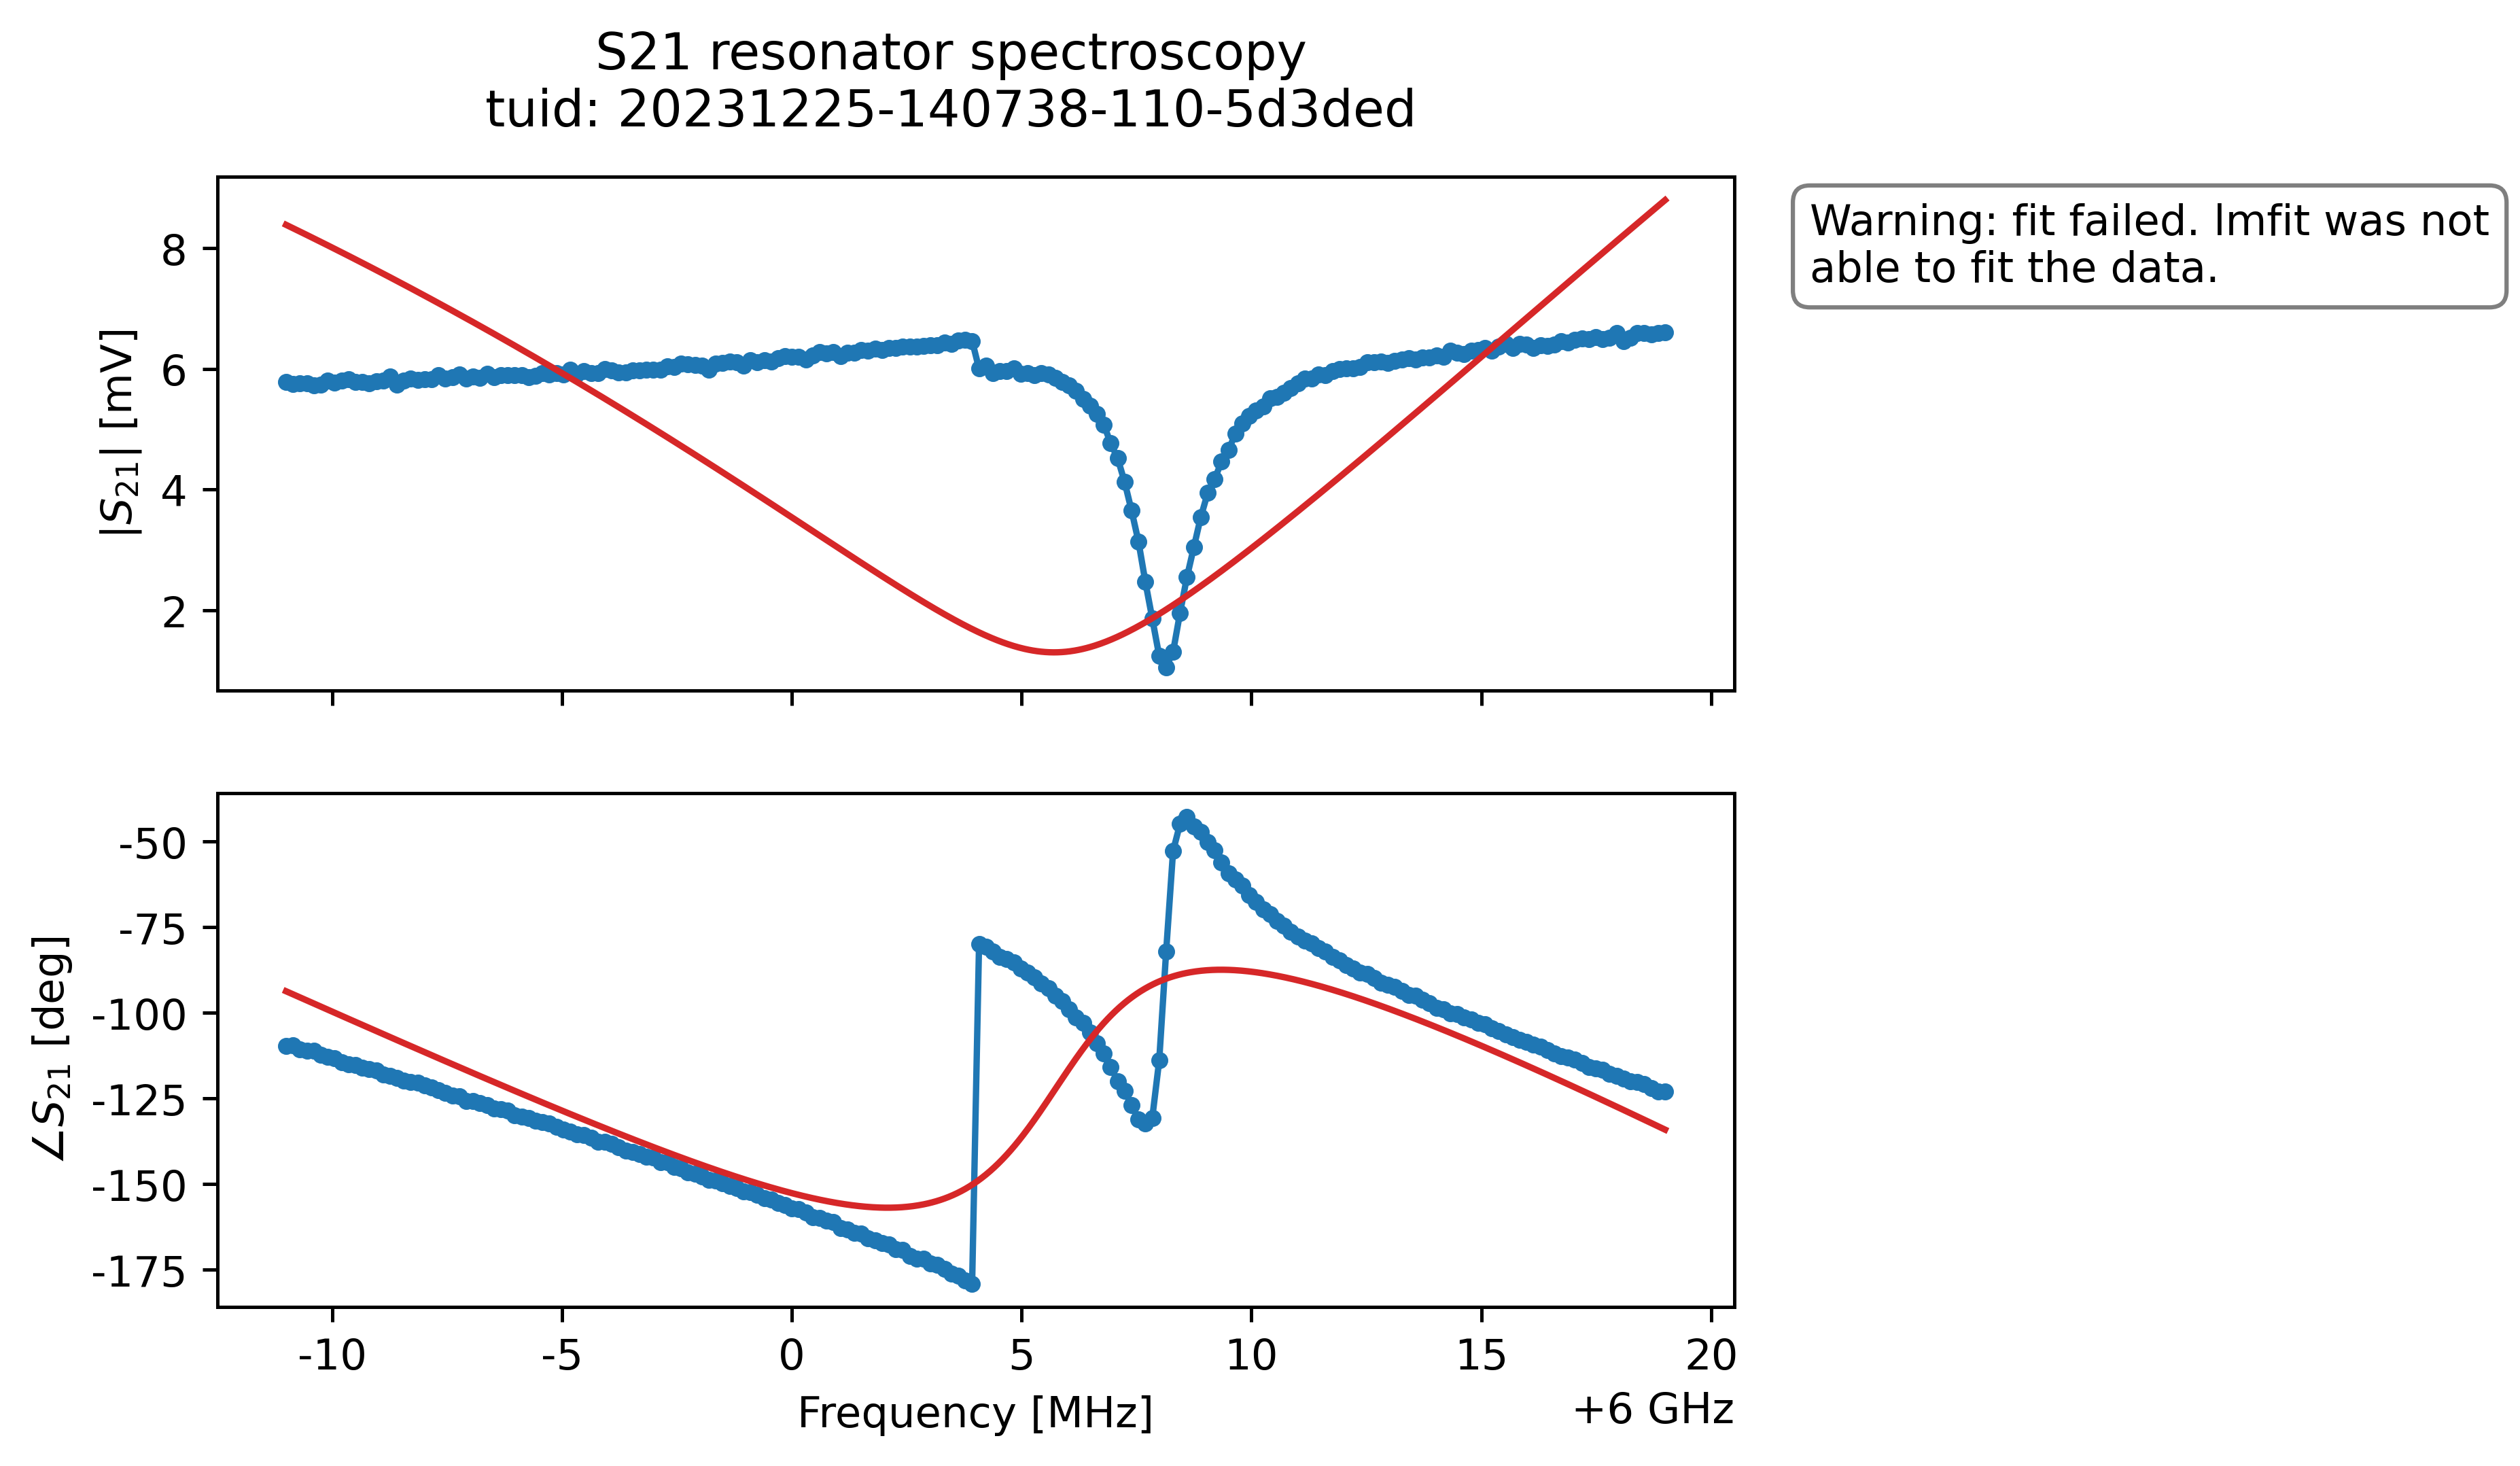 S21 resonator spectroscopy
tuid: 20231225-140738-110-5d3ded
Warning: fit failed. lmfit was not
able to fit the data.
|S21| [mV]
8
6
4
2
∠S21 [deg]
-50
-75
-100
-125
-150
-175
-10 -5 0 5 10 15 20
Frequency [MHz]
+6 GHz